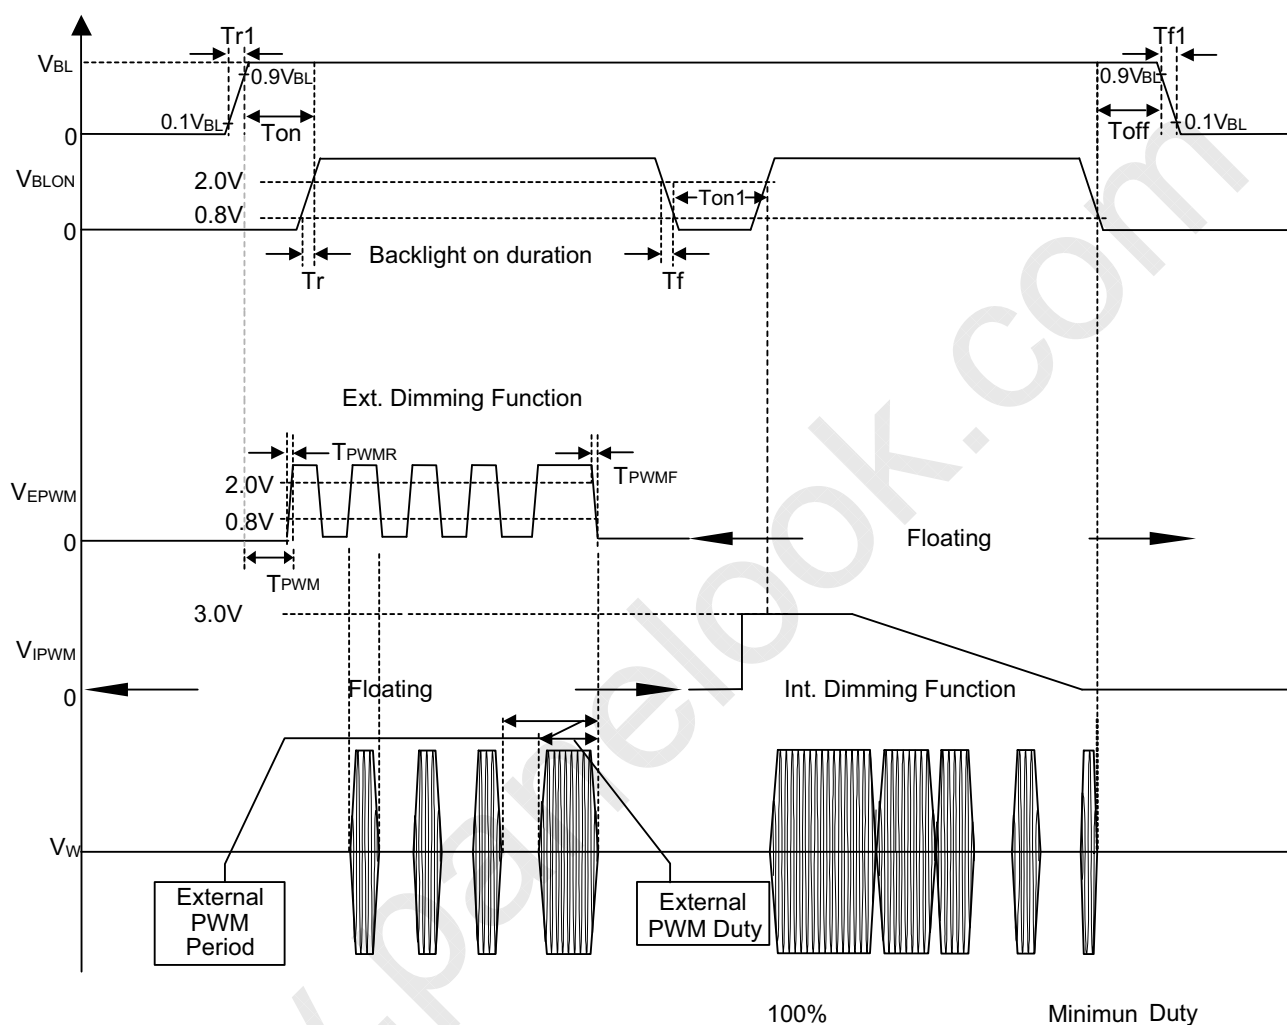 Tr1
Tf1
VBL
0.9VBL
0.9VBL
0.1VBL
Ton
Toff
0.1VBL
0
VBLON
2.0V
Ton1
0.8V
0
Backlight on duration
Tr
Tf
Ext. Dimming Function
TPWMR
TPWMF
VEPWM
2.0V
0.8V
0
Floating
TPWM
3.0V
VIPWM
0
Floating
Int. Dimming Function
VW
External
PWM
Period
External
PWM Duty
100%
Minimun Duty
.panelook.com